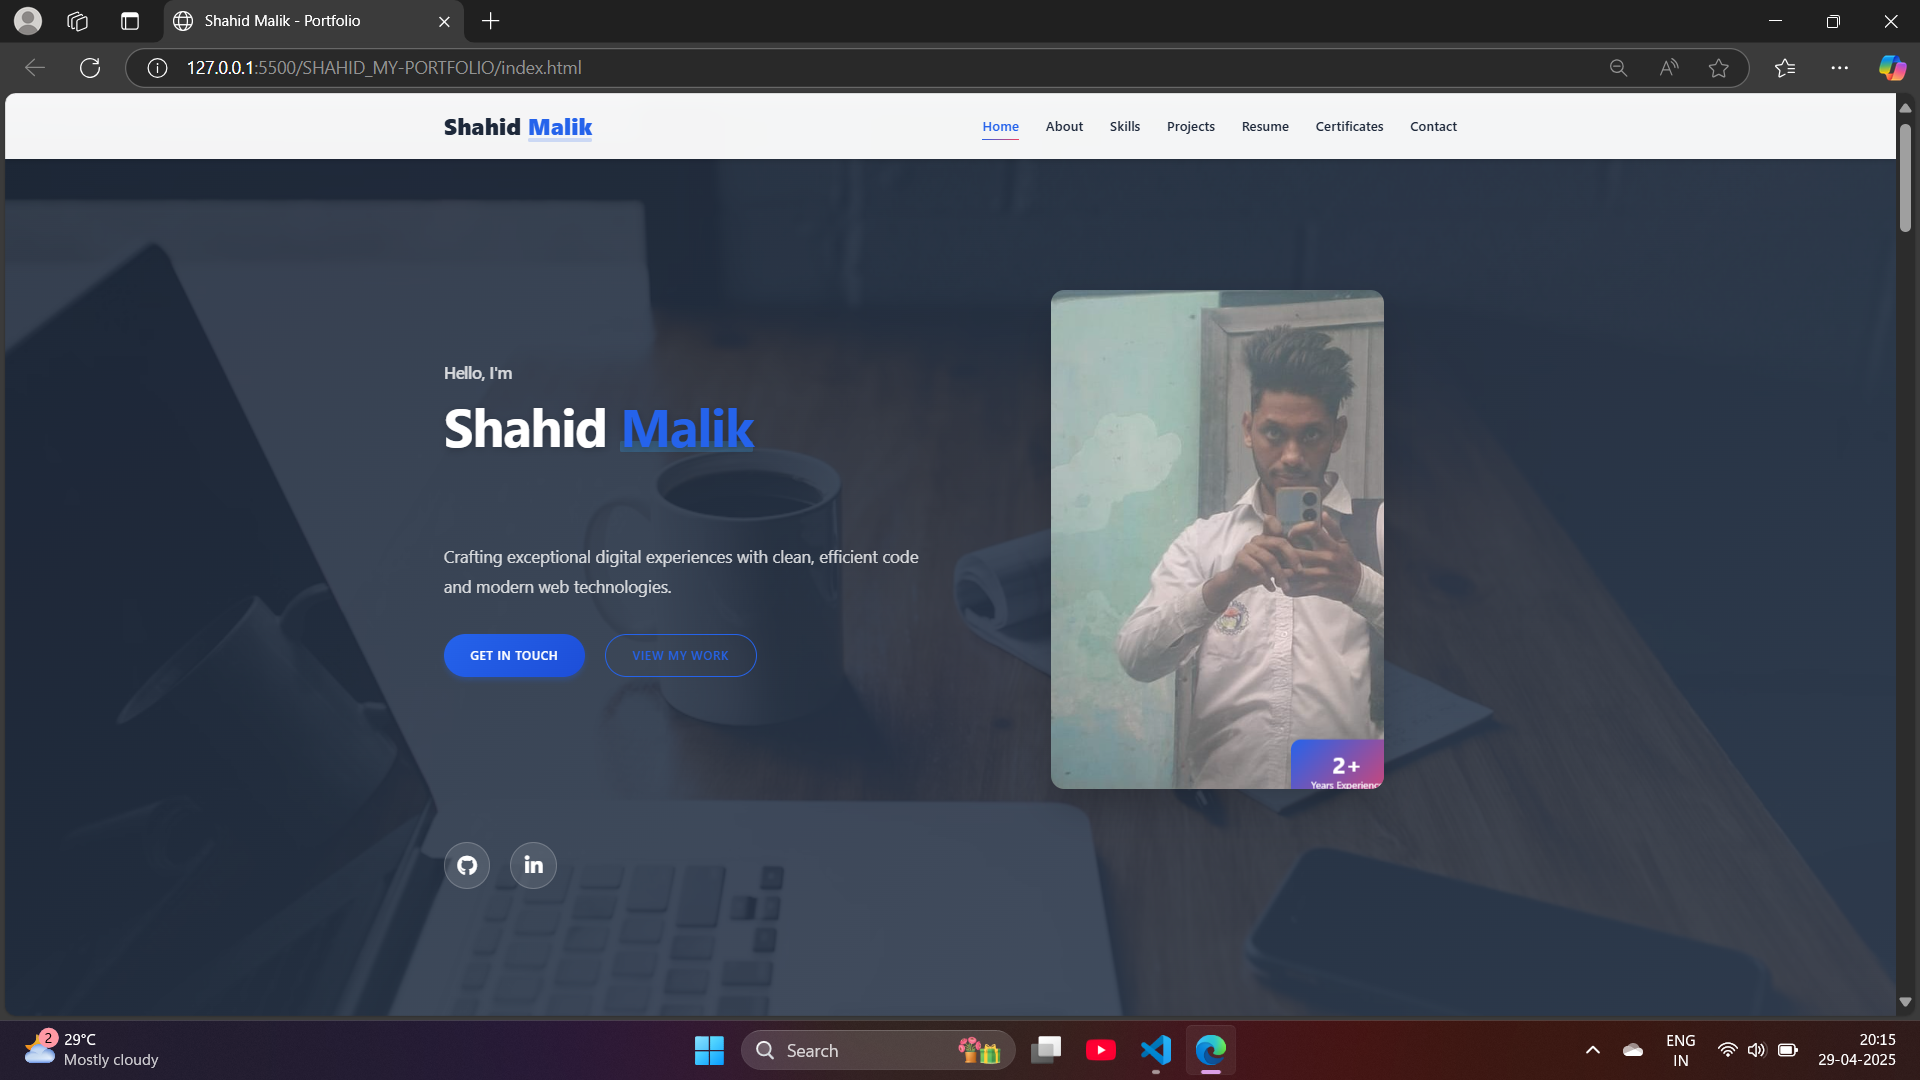 Shahid Malik - Portfolio
127.0.0.1:5500/SHAHID_MY-PORTFOLIO/index.html
Shahid Malik
Home About Skills Projects Resume Certificates Contact
Hello, I'm
Shahid Malik
Crafting exceptional digital experiences with clean, efficient code
and modern web technologies.
GET IN TOUCH VIEW MY WORK
2+
Years Experienc
2
29°C
Mostly cloudy
Search
ENG
IN
20:15
29-04-2025